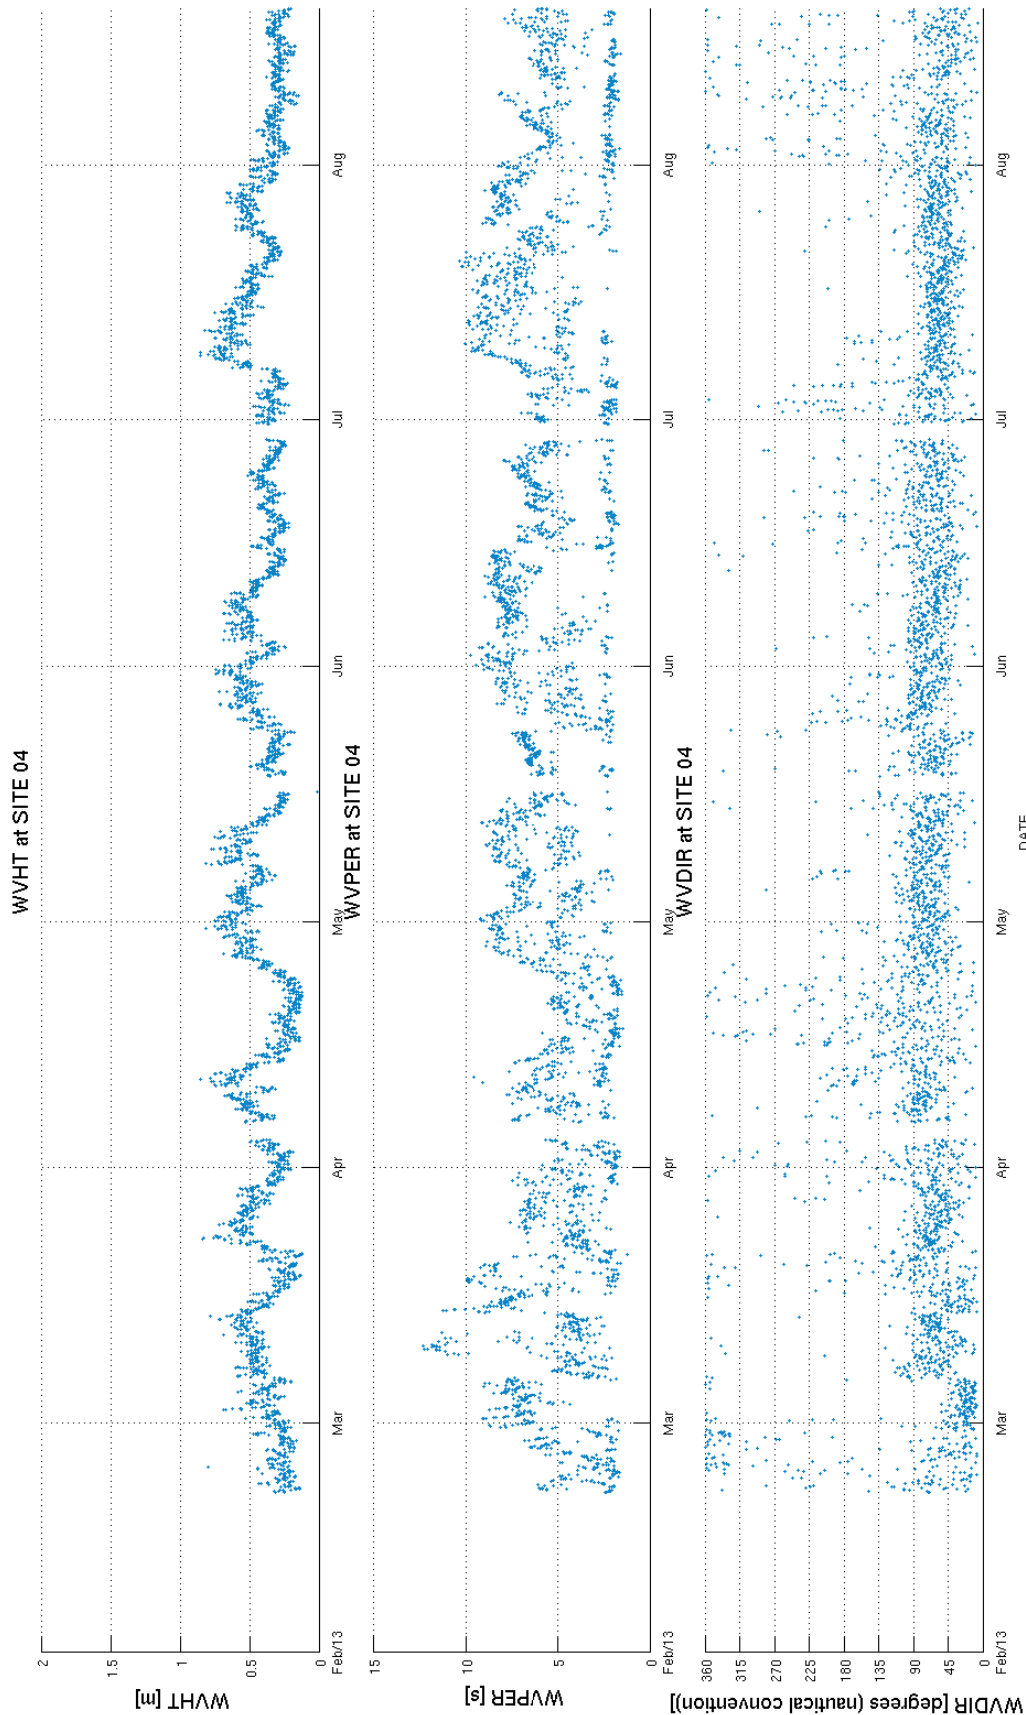 WVHT at SITE 04
WVHT [m]
2
1.5
1
0.5
0
Feb/13
Mar
Apr
May
Jun
Jul
Aug
WVPER at SITE 04
WVPER [s]
15
10
5
0
Feb/13
Mar
Apr
May
Jun
Jul
Aug
WVDIR at SITE 04
WVDIR [degrees (nautical convention)]
360
315
270
225
180
135
90
45
0
Feb/13
Mar
Apr
May
Jun
Jul
Aug
DATE